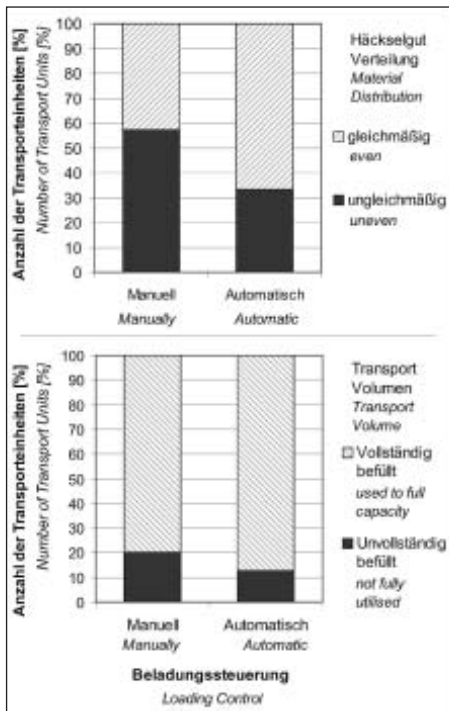 Anzahl der Transporteinheiten [%]
Number of Transport Units [%]
100
90
80
70
60
50
40
30
20
10
0
Manuell
Manually
Automatisch
Automatic
Häckselgut
Verteilung
Material
Distribution
gleichmäßig
even
ungleichmäßig
uneven
Anzahl der Transporteinheiten [%]
Number of Transport Units [%]
100
90
80
70
60
50
40
30
20
10
0
Manuell
Manually
Automatisch
Automatic
Transport
Volumen
Transport
Volume
Vollständig
befüllt
used to full
capacity
Unvollständig
befüllt
not fully
utilised
Beladungssteuerung
Loading Control